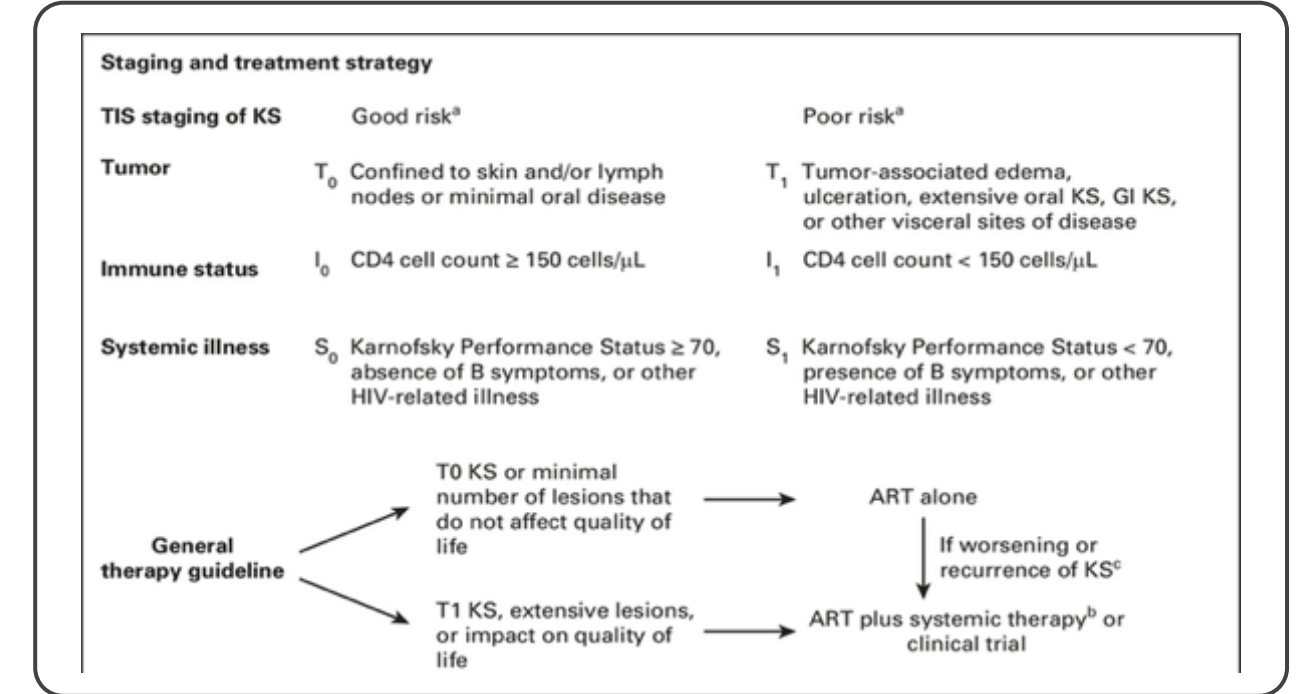 Staging and treatment strategy
TIS staging of KS Good riskᵃ Poor riskᵃ
Tumor T₀ Confined to skin and/or lymph T₁ Tumor-associated edema,
nodes or minimal oral disease ulceration, extensive oral KS, GI KS,
or other visceral sites of disease
Immune status I₀ CD4 cell count ≥ 150 cells/μL I₁ CD4 cell count < 150 cells/μL
Systemic illness S₀ Karnofsky Performance Status ≥ 70, S₁ Karnofsky Performance Status < 70,
absence of B symptoms, or other presence of B symptoms, or other
HIV-related illness HIV-related illness
General
therapy guideline
T0 KS or minimal
number of lesions that
do not affect quality of
life
ART alone
If worsening or
recurrence of KSᶜ
T1 KS, extensive lesions,
or impact on quality of
life
ART plus systemic therapyᵇ or
clinical trial